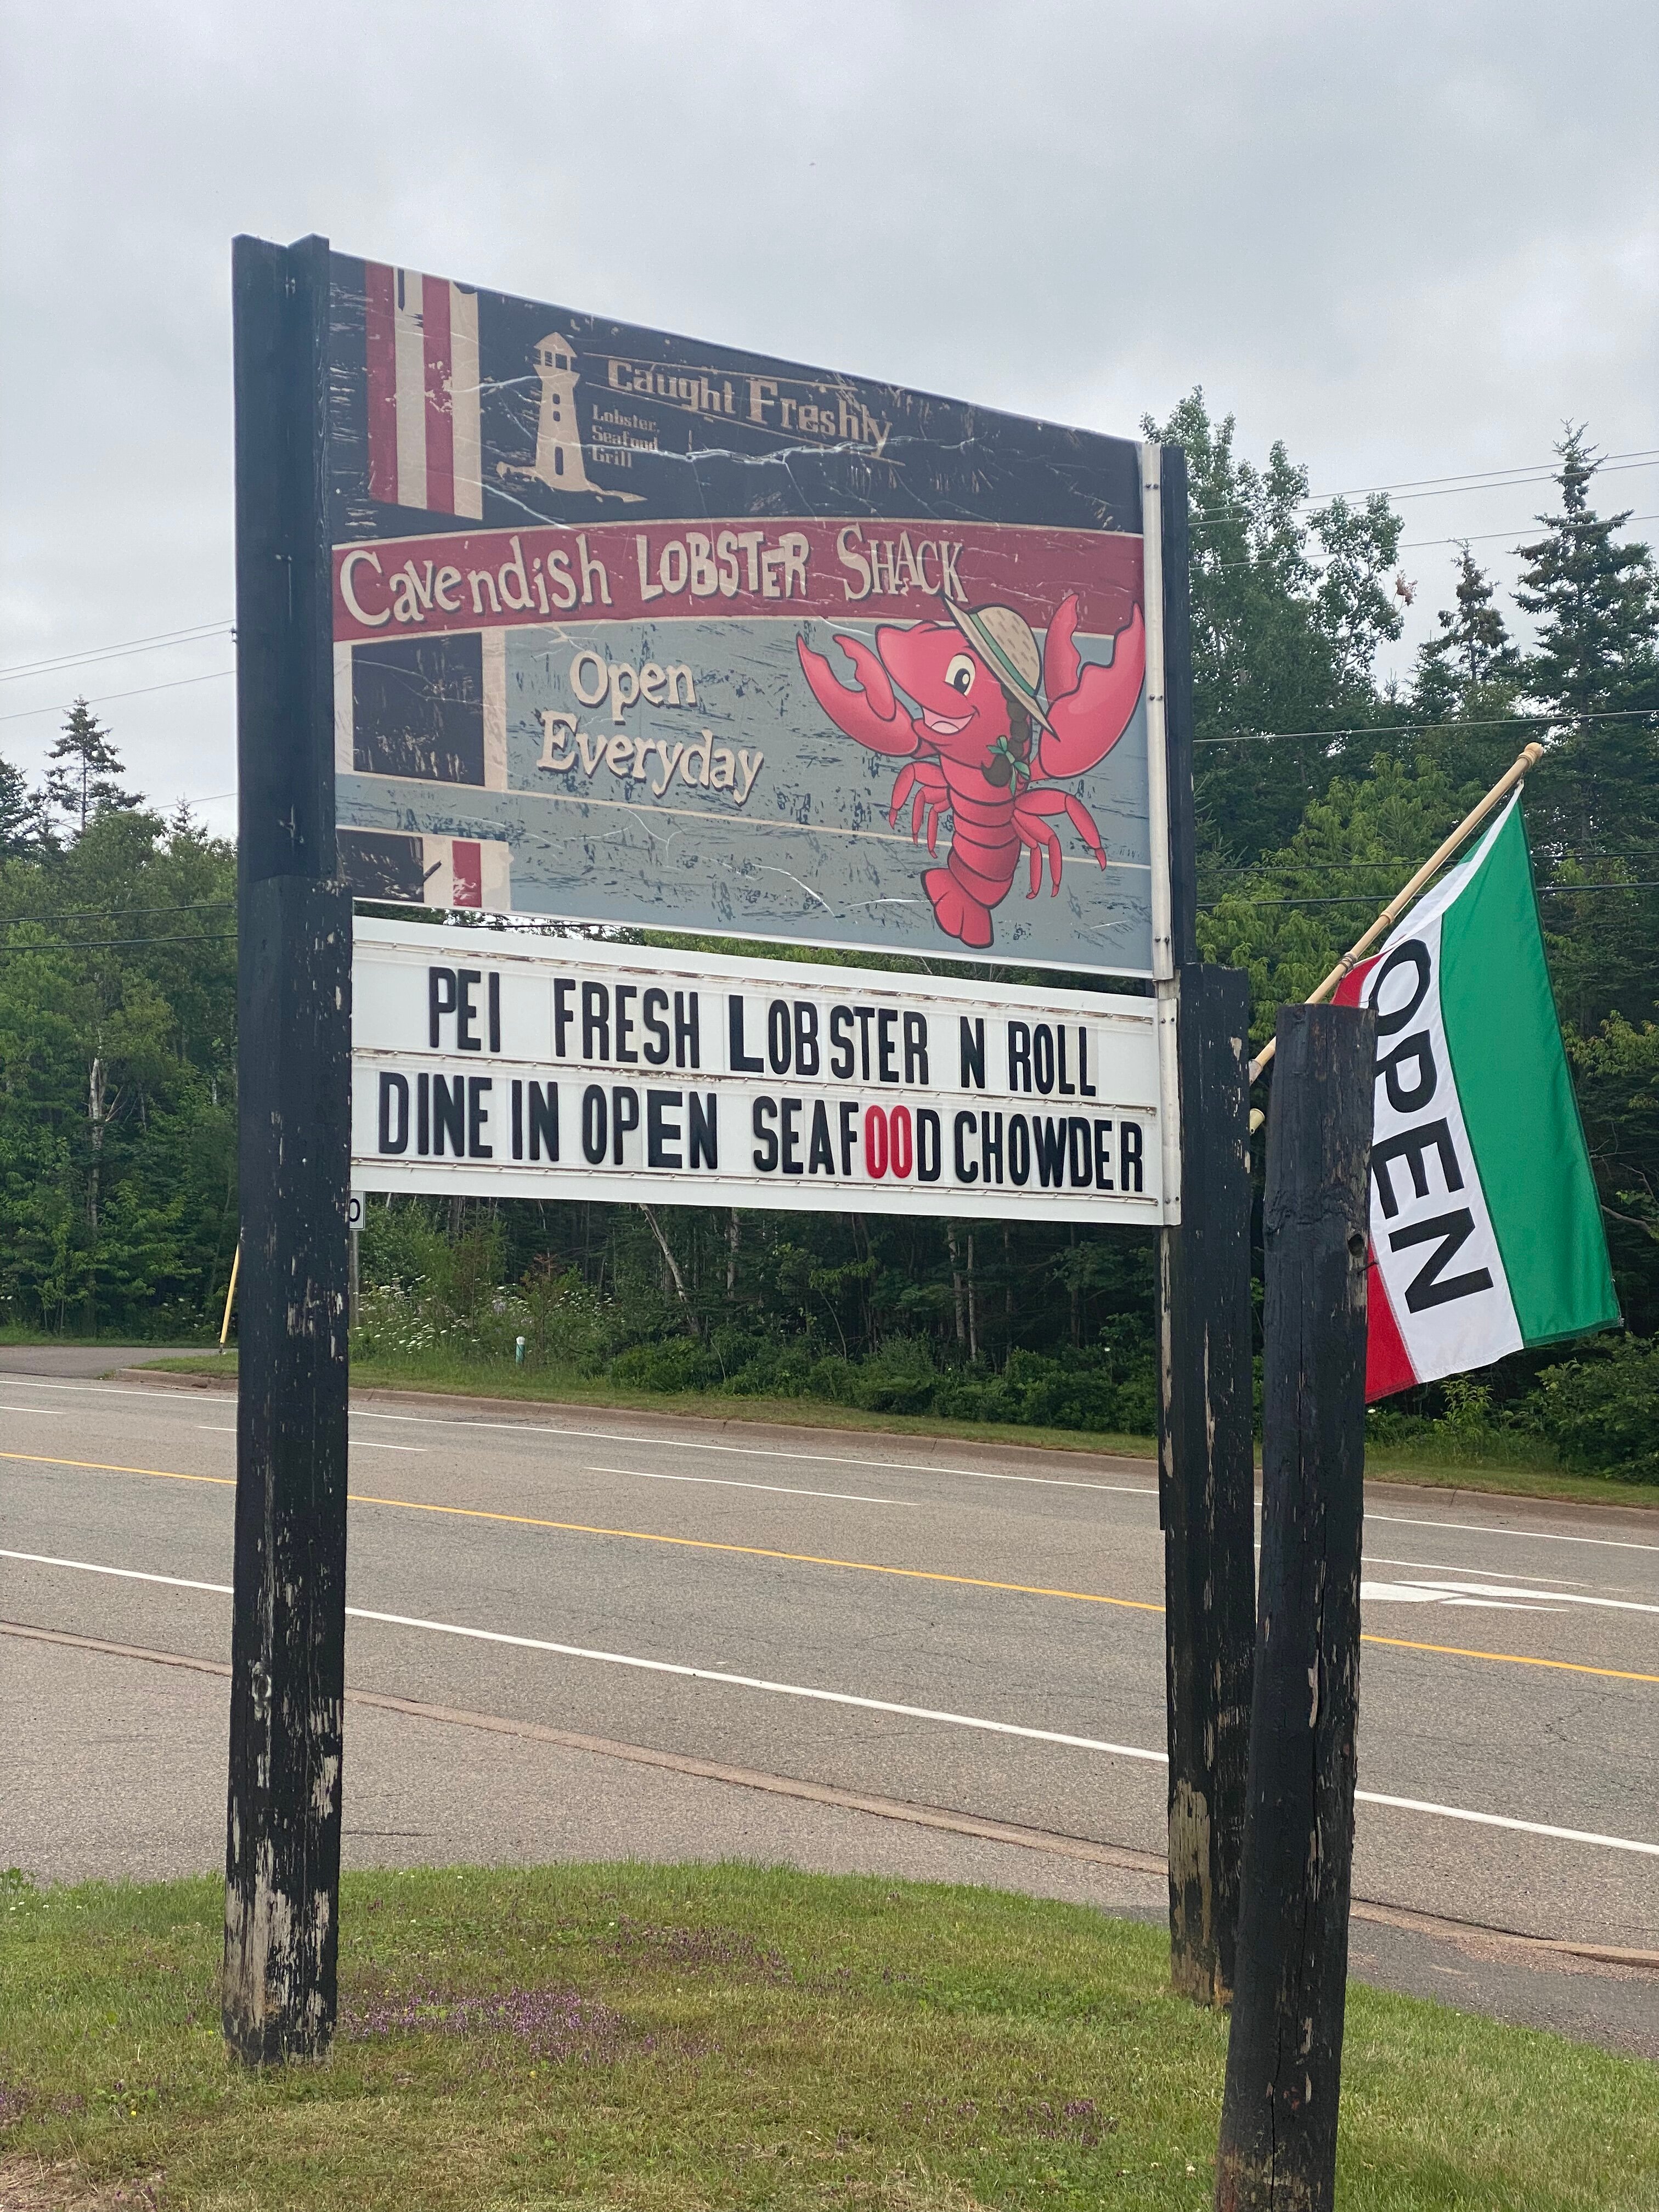 Caught Freshly
Lobster,
Seafood
Grill
Cavendish LOBSTER SHACK
Open
Everyday
PEI FRESH LOBSTER N ROLL
DINE IN OPEN SEAFOOD CHOWDER
OPEN